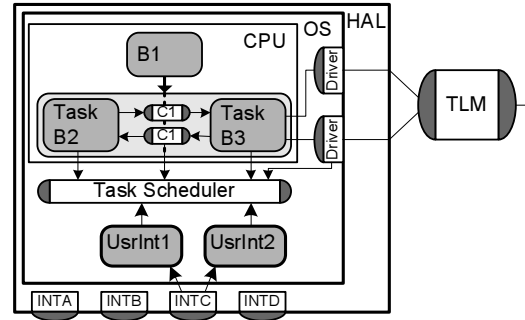 HAL
OS
CPU
B1
Driver
Task
B2
C1
C1
Task
B3
TLM
Driver
Task Scheduler
UsrInt1
UsrInt2
INTA
INTB
INTC
INTD